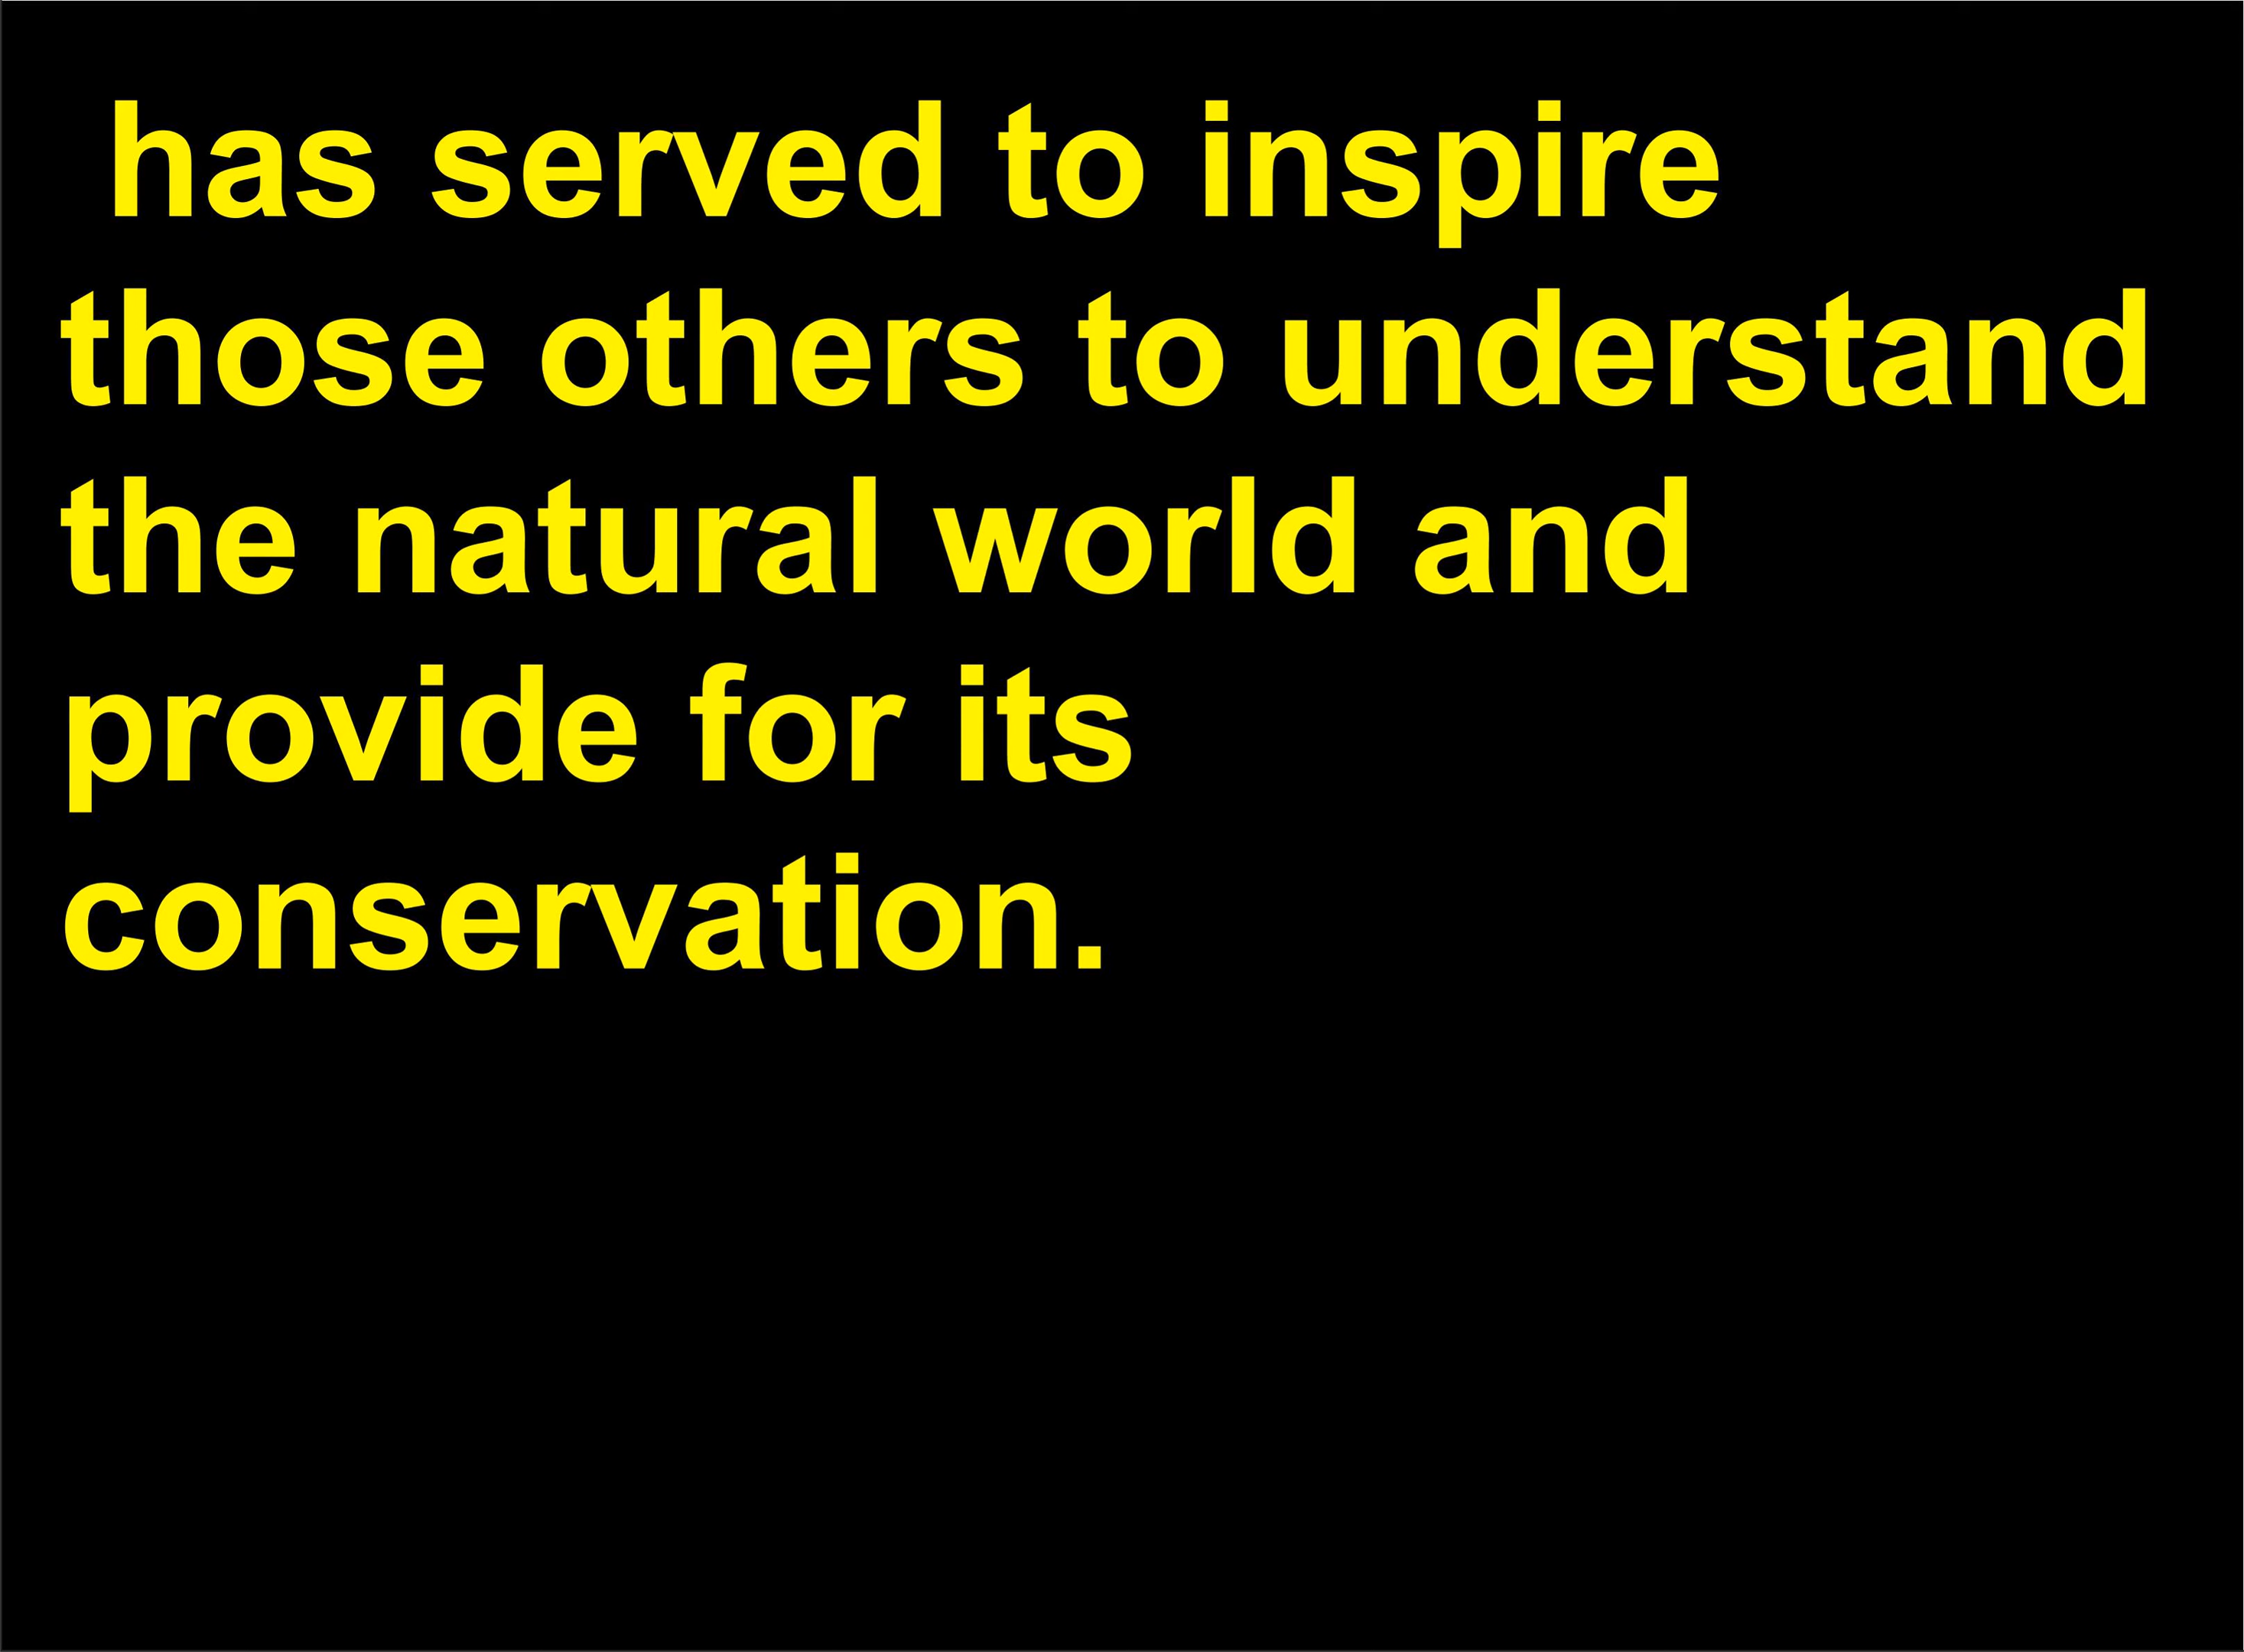 has served to inspire
those others to understand
the natural world and
provide for its
conservation.